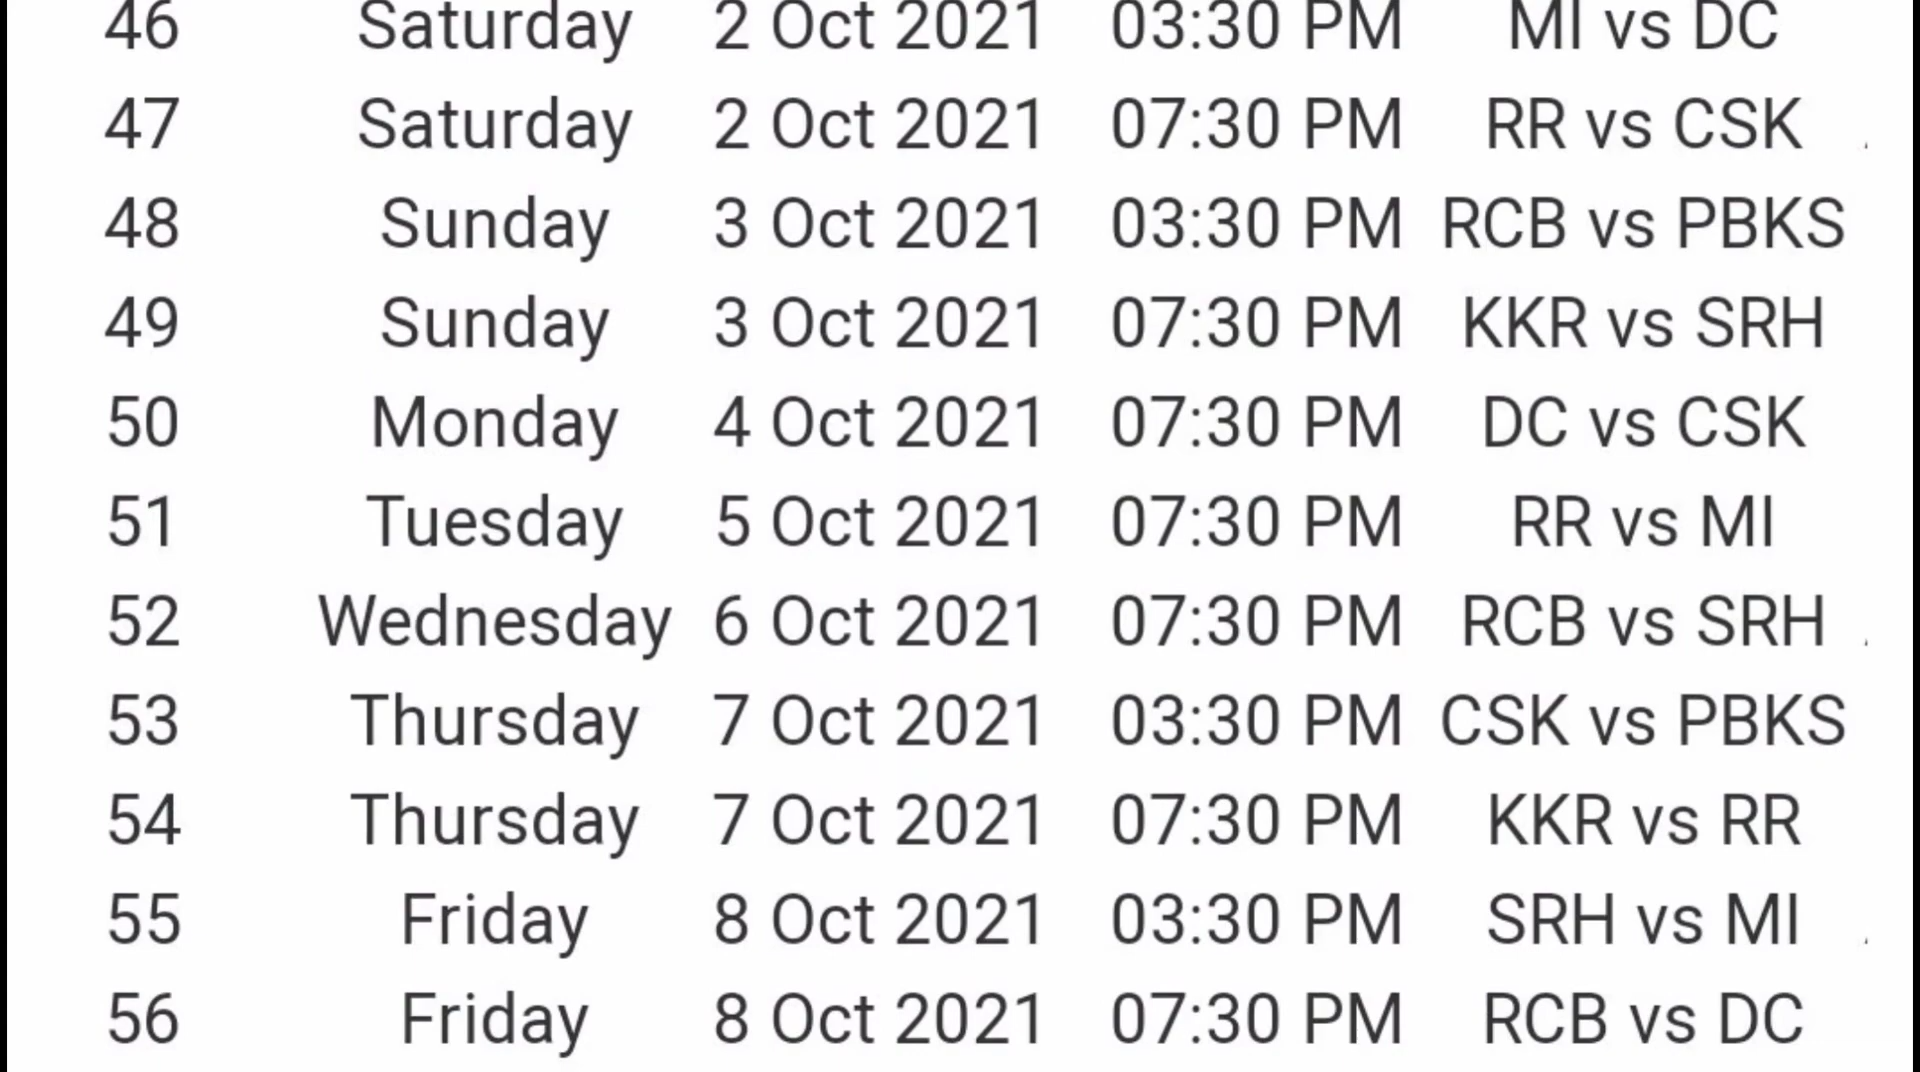 46 Saturday 2 Oct 2021 03:30 PM MI vs DC
47 Saturday 2 Oct 2021 07:30 PM RR vs CSK
48 Sunday 3 Oct 2021 03:30 PM RCB vs PBKS
49 Sunday 3 Oct 2021 07:30 PM KKR vs SRH
50 Monday 4 Oct 2021 07:30 PM DC vs CSK
51 Tuesday 5 Oct 2021 07:30 PM RR vs MI
52 Wednesday 6 Oct 2021 07:30 PM RCB vs SRH
53 Thursday 7 Oct 2021 03:30 PM CSK vs PBKS
54 Thursday 7 Oct 2021 07:30 PM KKR vs RR
55 Friday 8 Oct 2021 03:30 PM SRH vs MI
56 Friday 8 Oct 2021 07:30 PM RCB vs DC